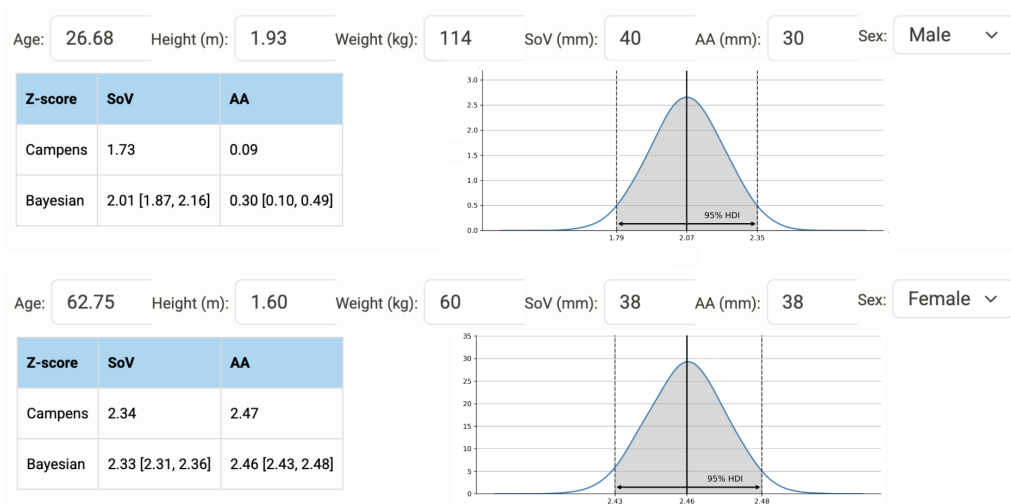 Age: 26.68 Height (m): 1.93 Weight (kg): 114 SoV (mm): 40 AA (mm): 30 Sex: Male
Z-score SoV AA
Campens 1.73 0.09
Bayesian 2.01 [1.87, 2.16] 0.30 [0.10, 0.49]
3.0
2.5
2.0
1.5
1.0
0.5
0.0
95% HDI
1.79 2.07 2.35
Age: 62.75 Height (m): 1.60 Weight (kg): 60 SoV (mm): 38 AA (mm): 38 Sex: Female
Z-score SoV AA
Campens 2.34 2.47
Bayesian 2.33 [2.31, 2.36] 2.46 [2.43, 2.48]
35
30
25
20
15
10
5
0
95% HDI
2.43 2.46 2.48